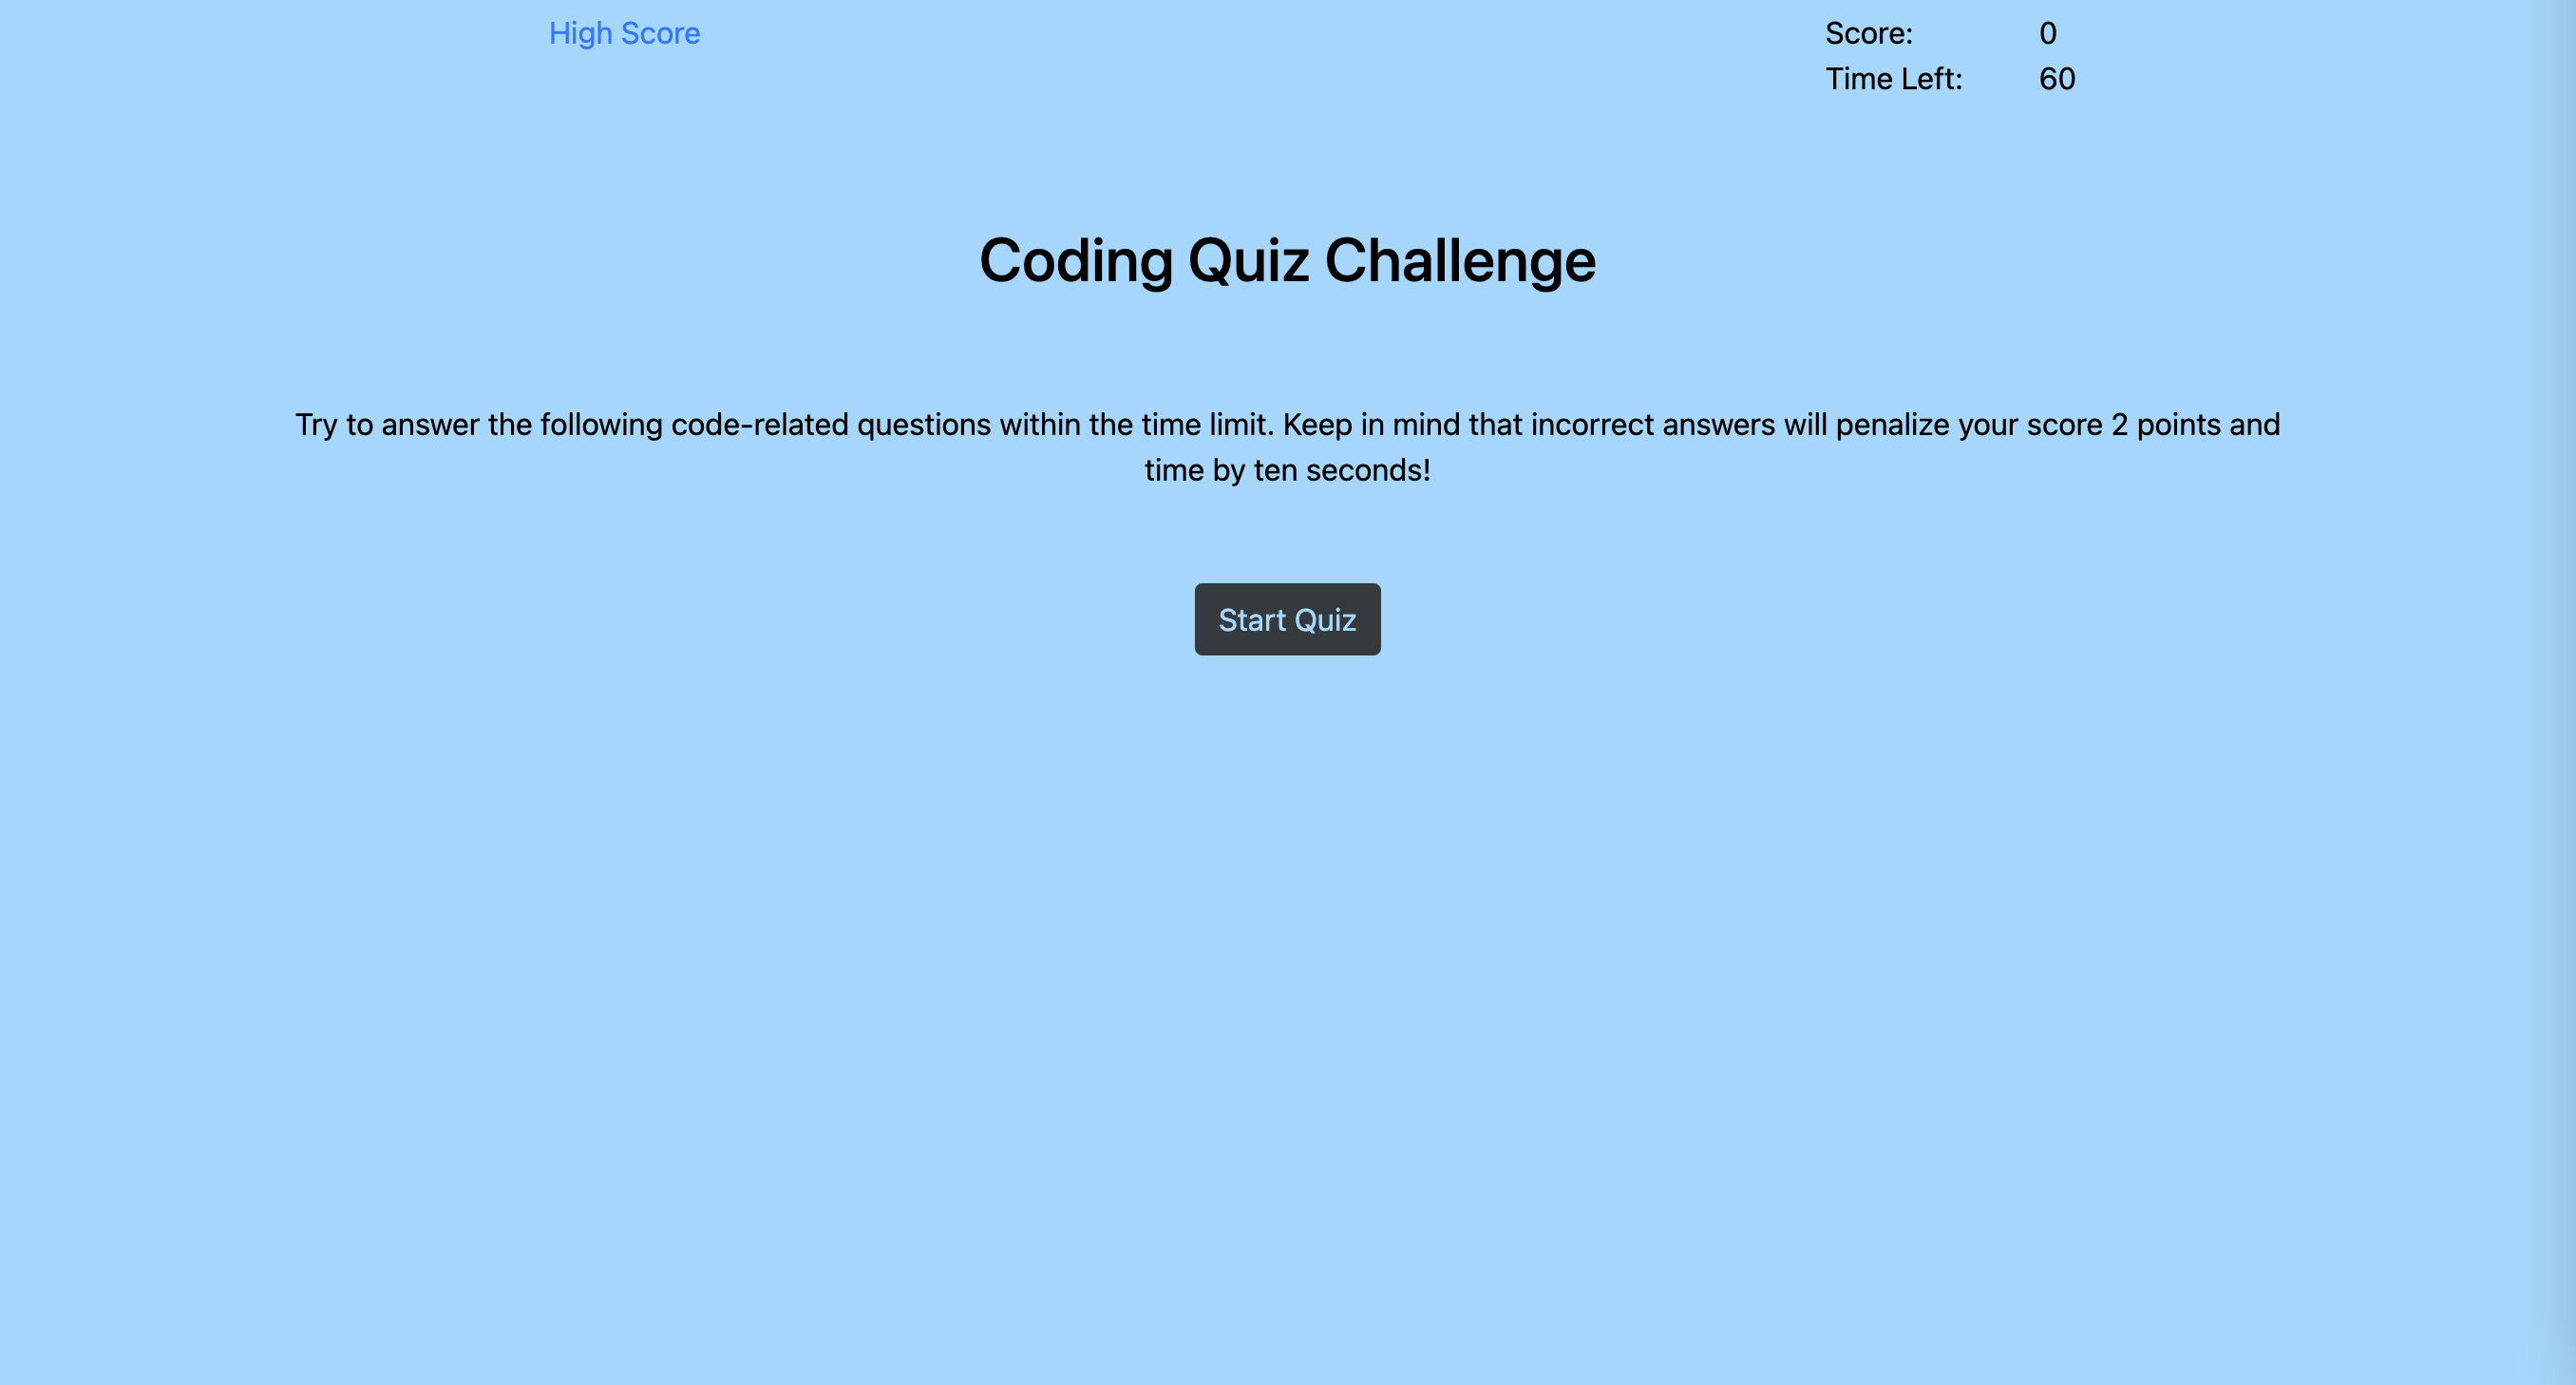 High Score
Score: 0
Time Left: 60
Coding Quiz Challenge
Try to answer the following code-related questions within the time limit. Keep in mind that incorrect answers will penalize your score 2 points and
time by ten seconds!
Start Quiz